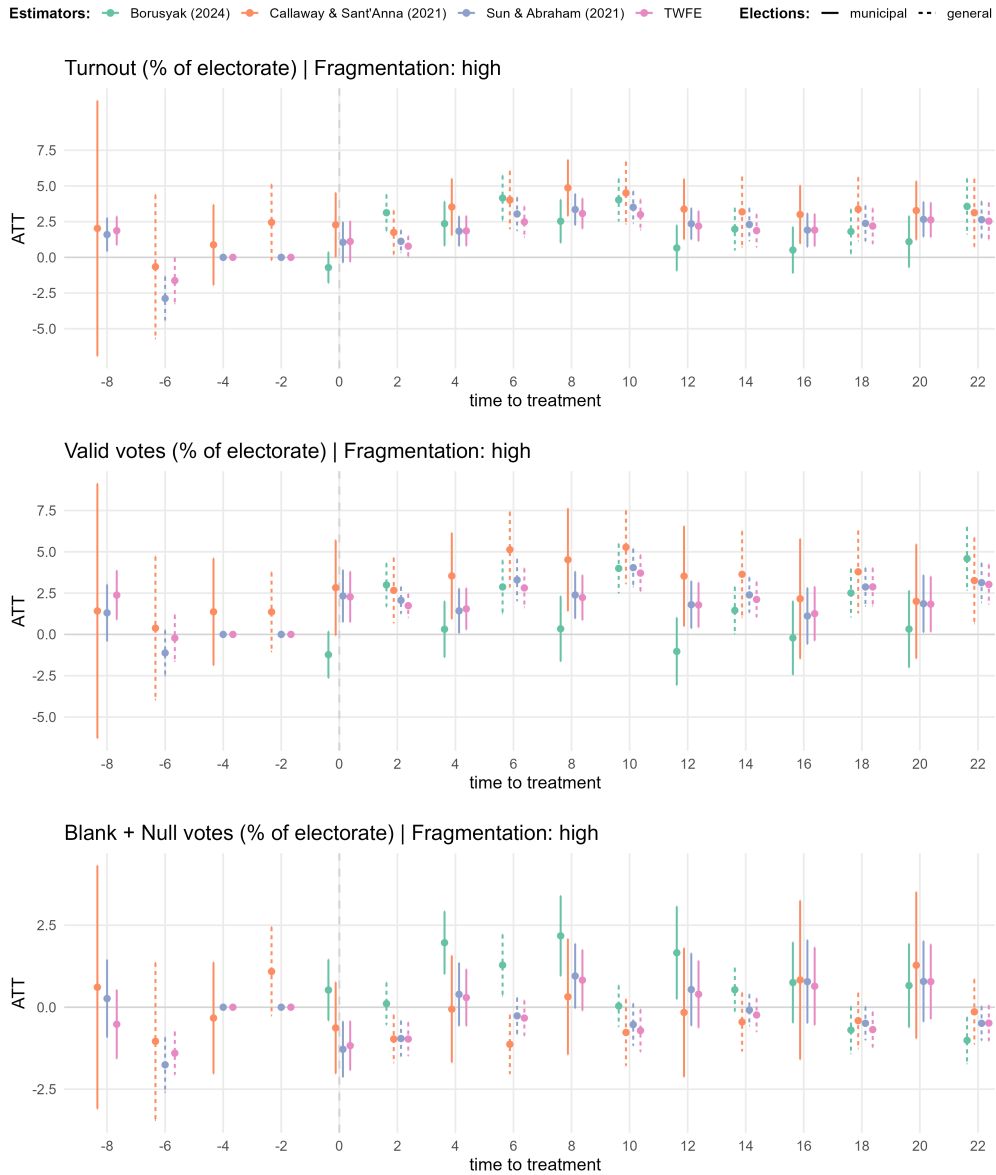 Estimators: Borusyak (2024) Callaway & Sant'Anna (2021) Sun & Abraham (2021) TWFE Elections: municipal general
Turnout (% of electorate) | Fragmentation: high
7.5
5.0
2.5
0.0
-2.5
-5.0
ATT
-8 -6 -4 -2 0 2 4 6 8 10 12 14 16 18 20 22
time to treatment
Valid votes (% of electorate) | Fragmentation: high
7.5
5.0
2.5
0.0
-2.5
-5.0
ATT
-8 -6 -4 -2 0 2 4 6 8 10 12 14 16 18 20 22
time to treatment
Blank + Null votes (% of electorate) | Fragmentation: high
2.5
0.0
-2.5
ATT
-8 -6 -4 -2 0 2 4 6 8 10 12 14 16 18 20 22
time to treatment